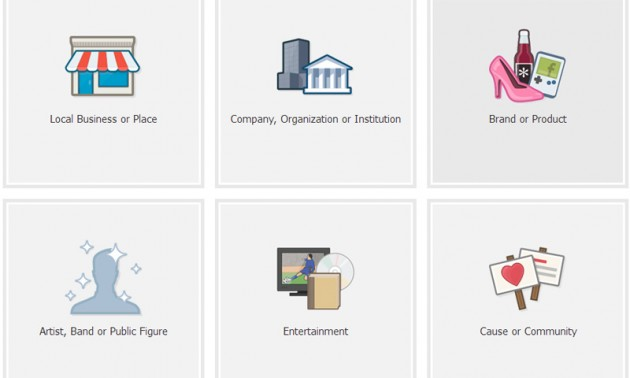 Local Business or Place
Company, Organization or Institution
Brand or Product
Artist, Band or Public Figure
Entertainment
Cause or Community